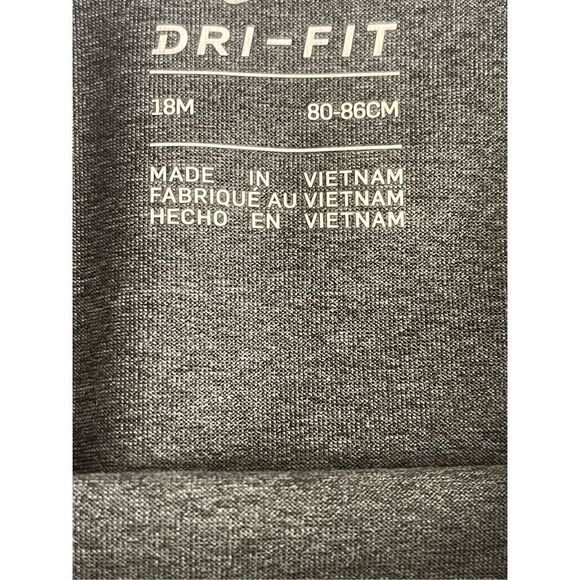 DRI-FIT
18M 80-86CM
MADE IN VIETNAM
FABRIQUÉ AU VIETNAM
HECHO EN VIETNAM